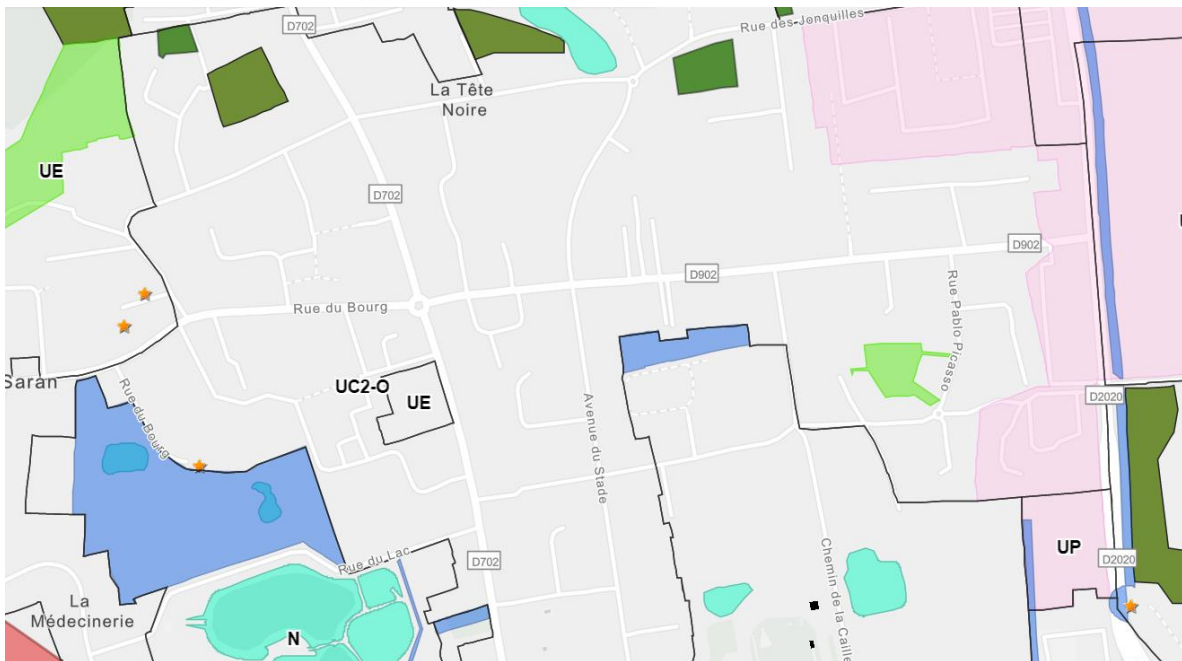 D702
Rue des Jonquilles
La Tête
Noire
UE
D702
D902
D902
Rue du Bourg
Rue Pablo Picasso
Saran
UC2-O
UE
D2020
Rue du Bourg
Avenue du Stade
UP
D2020
Rue du Lac
D702
Chemin de la Caille
La
Médecinerie
N